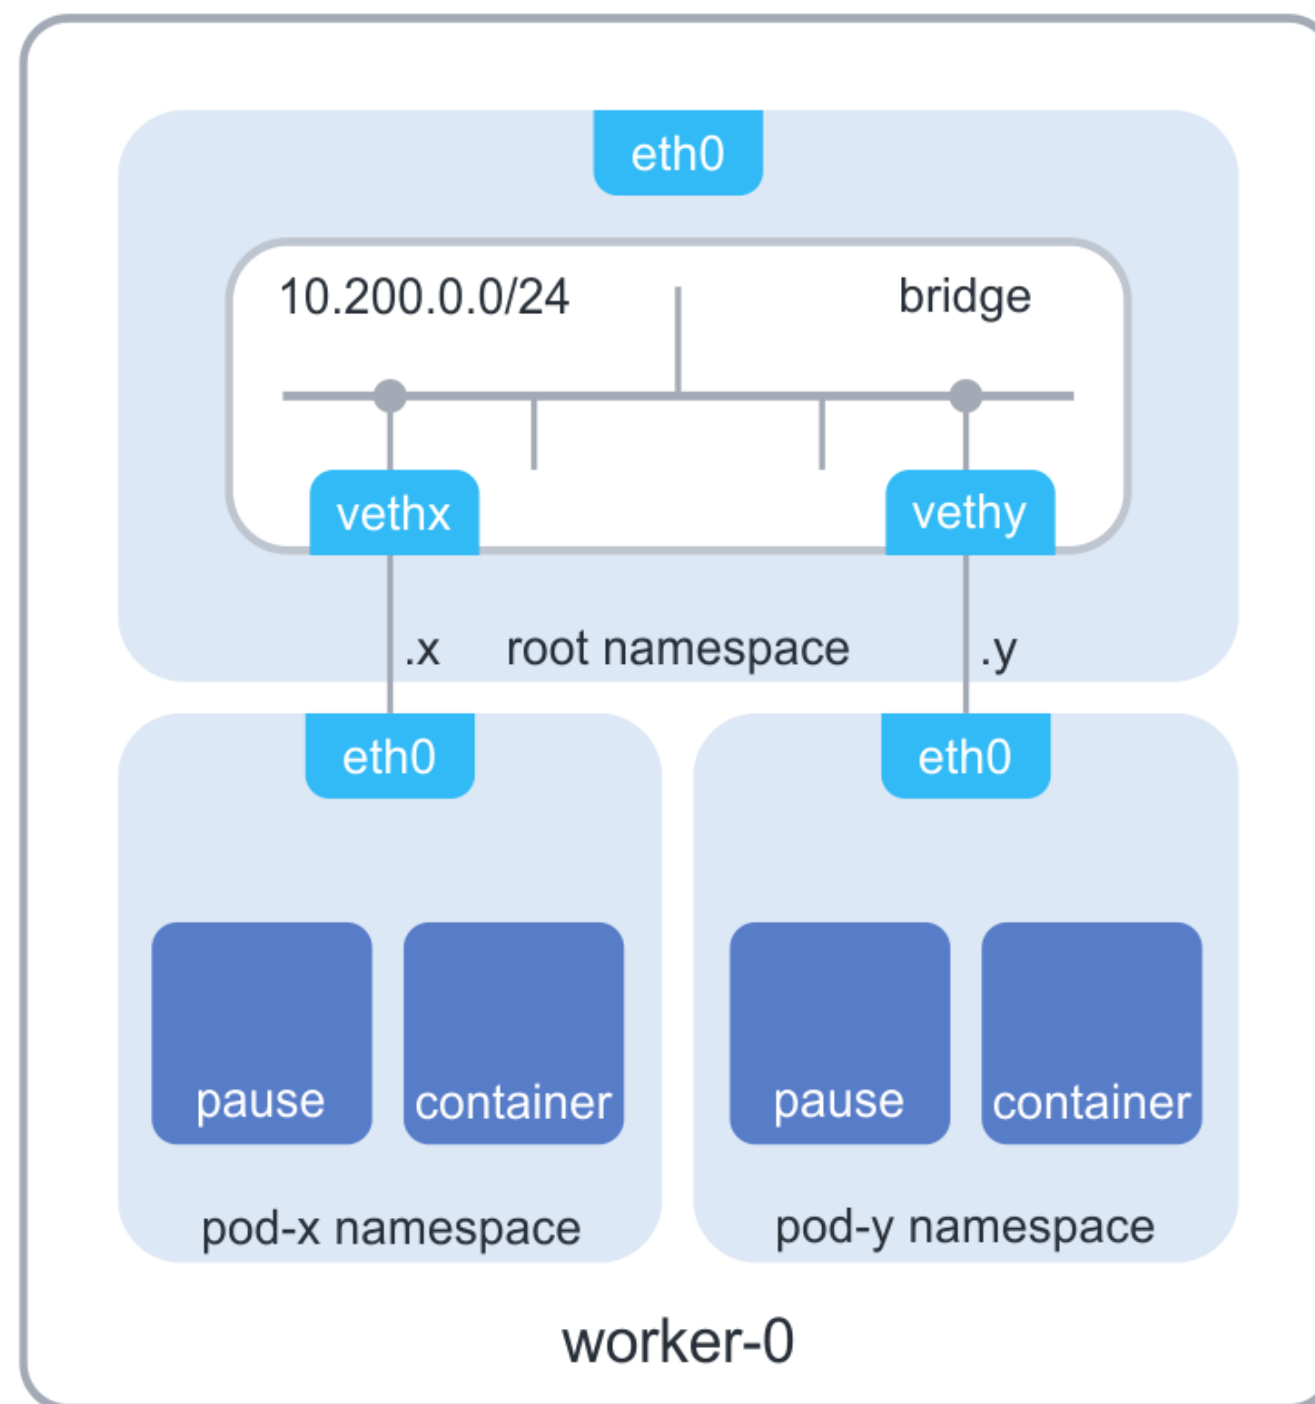 eth0
10.200.0.0/24 bridge
vethx vethy
.x root namespace .y
eth0 eth0
pause container pause container
pod-x namespace pod-y namespace
worker-0